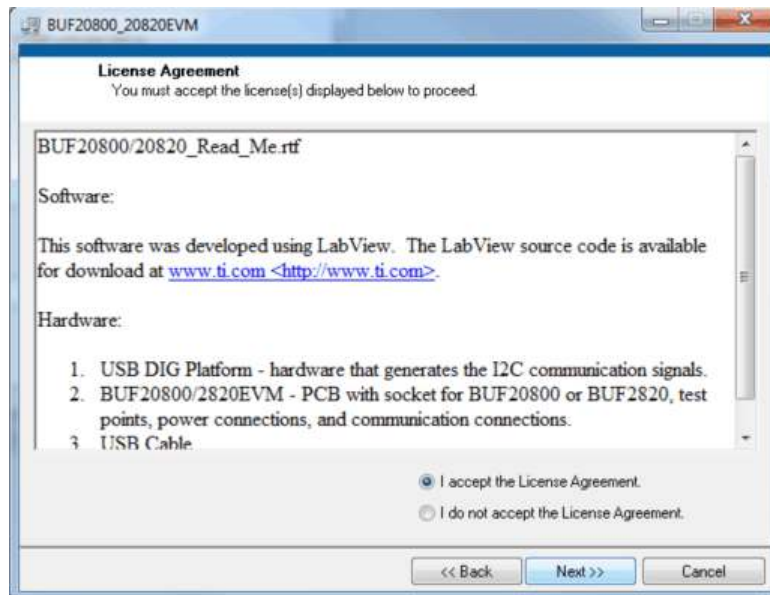 BUF20800_20820EVM
License Agreement
You must accept the license(s) displayed below to proceed.
BUF20800/20820_Read_Me.rtf
Software:
This software was developed using LabView. The LabView source code is available
for download at www.ti.com <http://www.ti.com>.
Hardware:
1. USB DIG Platform - hardware that generates the I2C communication signals.
2. BUF20800/2820EVM - PCB with socket for BUF20800 or BUF2820, test
points, power connections, and communication connections.
3 USB Cable
I accept the License Agreement.
I do not accept the License Agreement.
<< Back
Next >>
Cancel